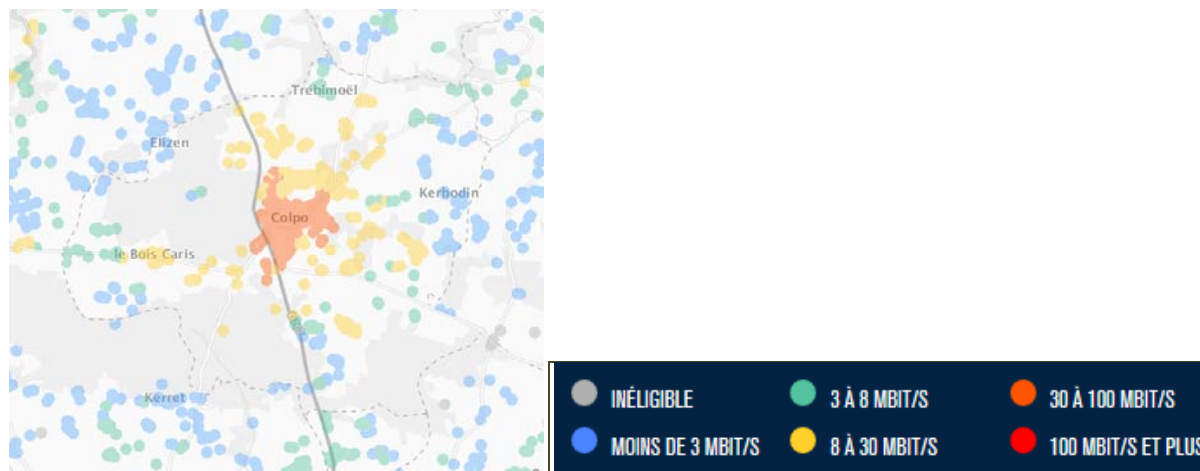 Trébimoël
Elizen
Kerbodin
Colpo
le Bois Caris
Kerret
INÉLIGIBLE
3 À 8 MBIT/S
30 À 100 MBIT/S
MOINS DE 3 MBIT/S
8 À 30 MBIT/S
100 MBIT/S ET PLUS